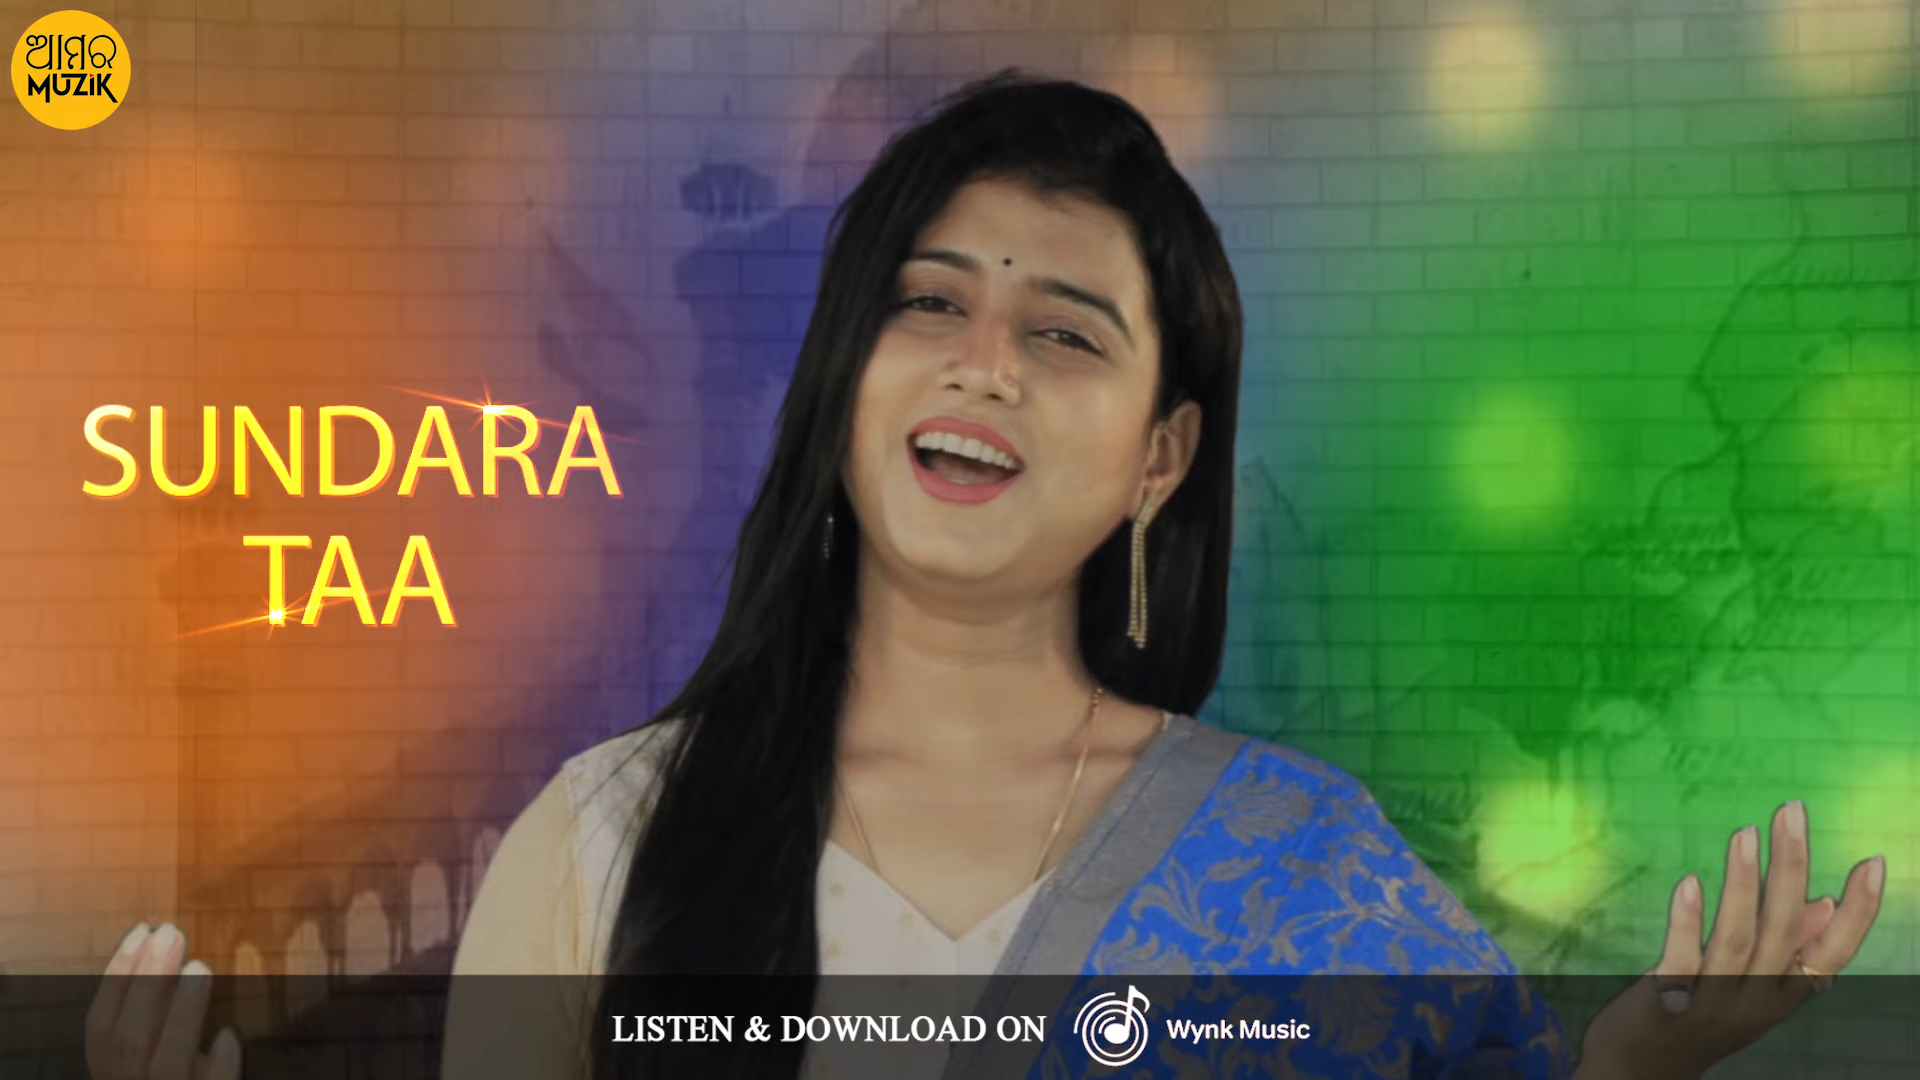 ଆମର
MUZIK
SUNDARA
TAA
LISTEN & DOWNLOAD ON Wynk Music